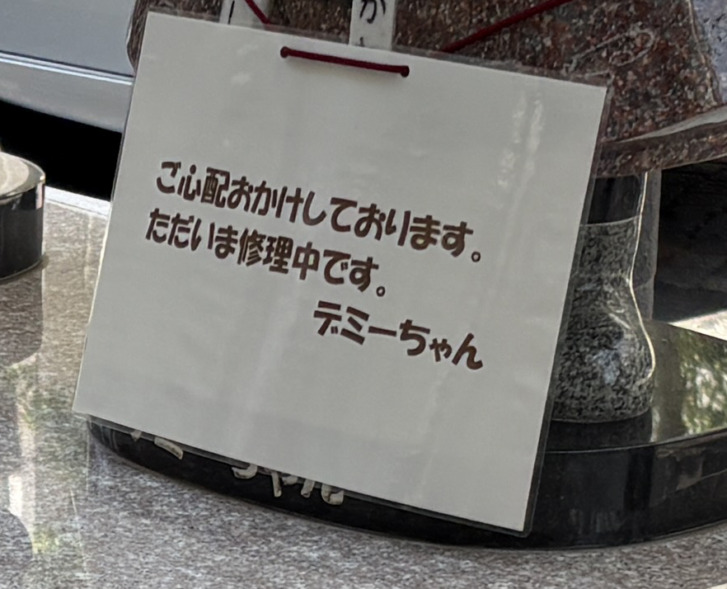 か
ご心配おかけしております。
ただいま修理中です。
デミーちゃん